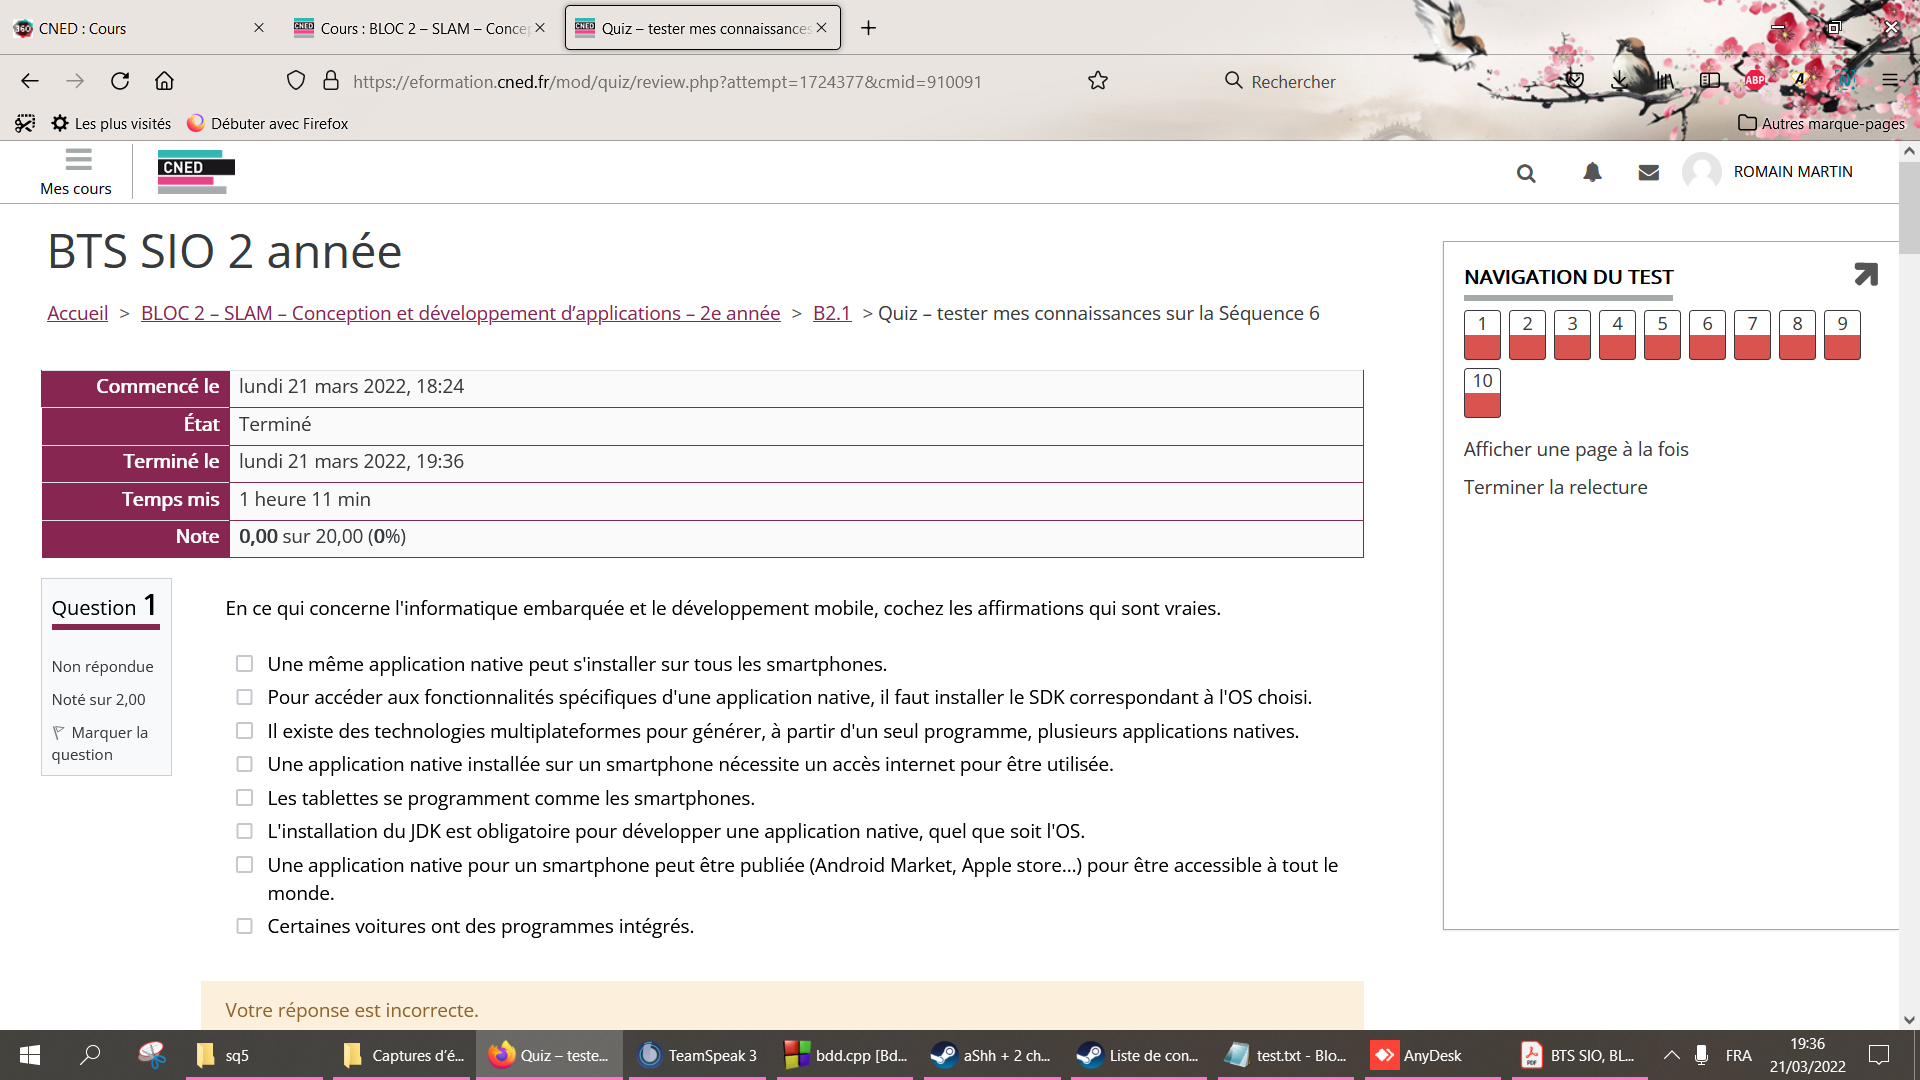 CNED : Cours
Cours : BLOC 2 – SLAM – Concep
Quiz – tester mes connaissances
https://eformation.cned.fr/mod/quiz/review.php?attempt=1724377&cmid=910091
Rechercher
ABP
Les plus visités
Débuter avec Firefox
Autres marque-pages
Mes cours
CNED
ROMAIN MARTIN
BTS SIO 2 année
Accueil > BLOC 2 – SLAM – Conception et développement d'applications – 2e année > B2.1 > Quiz – tester mes connaissances sur la Séquence 6
Commencé le lundi 21 mars 2022, 18:24
État Terminé
Terminé le lundi 21 mars 2022, 19:36
Temps mis 1 heure 11 min
Note 0,00 sur 20,00 (0%)
NAVIGATION DU TEST
1 2 3 4 5 6 7 8 9
10
Afficher une page à la fois
Terminer la relecture
Question 1
Non répondue
Noté sur 2,00
Marquer la
question
En ce qui concerne l'informatique embarquée et le développement mobile, cochez les affirmations qui sont vraies.
Une même application native peut s'installer sur tous les smartphones.
Pour accéder aux fonctionnalités spécifiques d'une application native, il faut installer le SDK correspondant à l'OS choisi.
Il existe des technologies multiplateformes pour générer, à partir d'un seul programme, plusieurs applications natives.
Une application native installée sur un smartphone nécessite un accès internet pour être utilisée.
Les tablettes se programment comme les smartphones.
L'installation du JDK est obligatoire pour développer une application native, quel que soit l'OS.
Une application native pour un smartphone peut être publiée (Android Market, Apple store...) pour être accessible à tout le
monde.
Certaines voitures ont des programmes intégrés.
Votre réponse est incorrecte.
sq5
Captures d'é...
Quiz – teste...
TeamSpeak 3
bdd.cpp [Bd...
aShh + 2 ch...
Liste de con...
test.txt - Blo...
AnyDesk
BTS SIO, BL...
FRA
19:36
21/03/2022